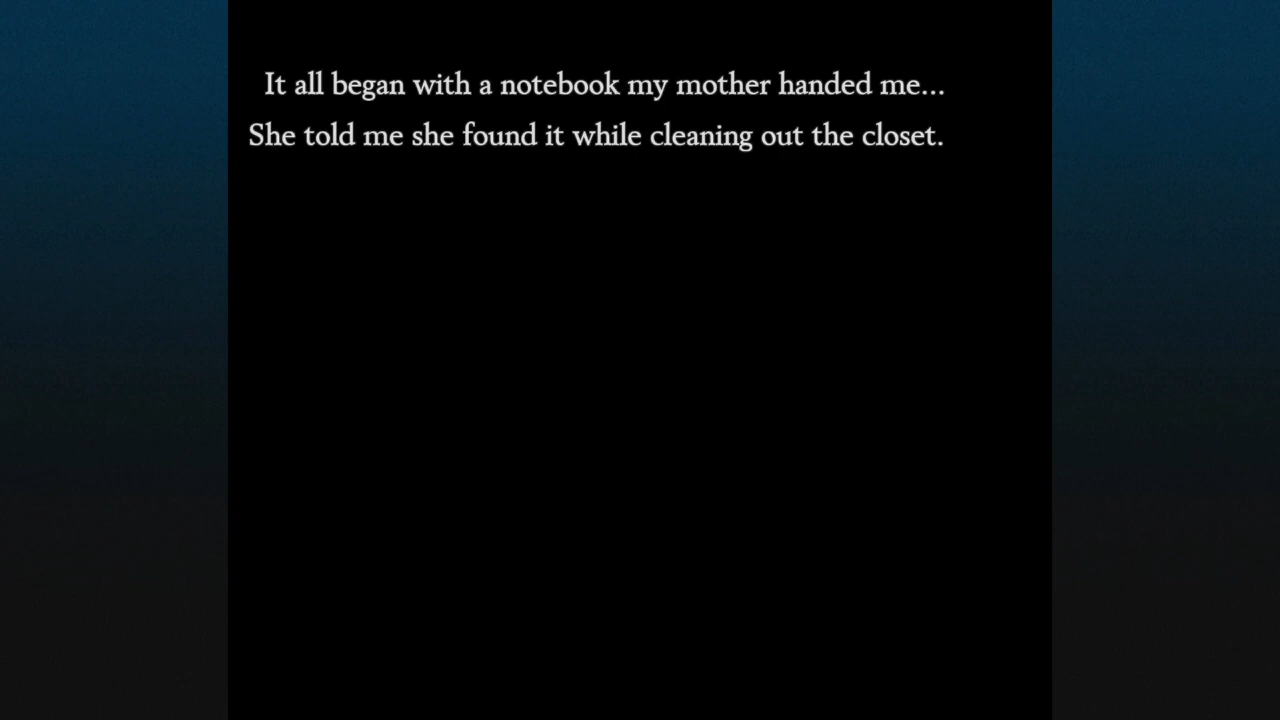 It all began with a notebook my mother handed me...
She told me she found it while cleaning out the closet.